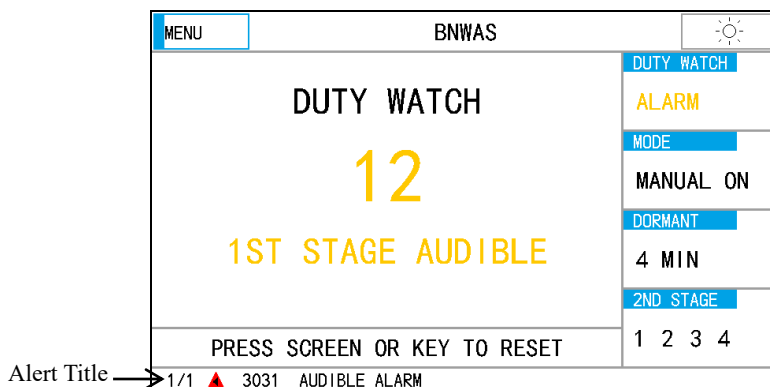 MENU
BNWAS
DUTY WATCH
12
1ST STAGE AUDIBLE
PRESS SCREEN OR KEY TO RESET
DUTY WATCH
ALARM
MODE
MANUAL ON
DORMANT
4 MIN
2ND STAGE
1 2 3 4
Alert Title
1/1 3031 AUDIBLE ALARM